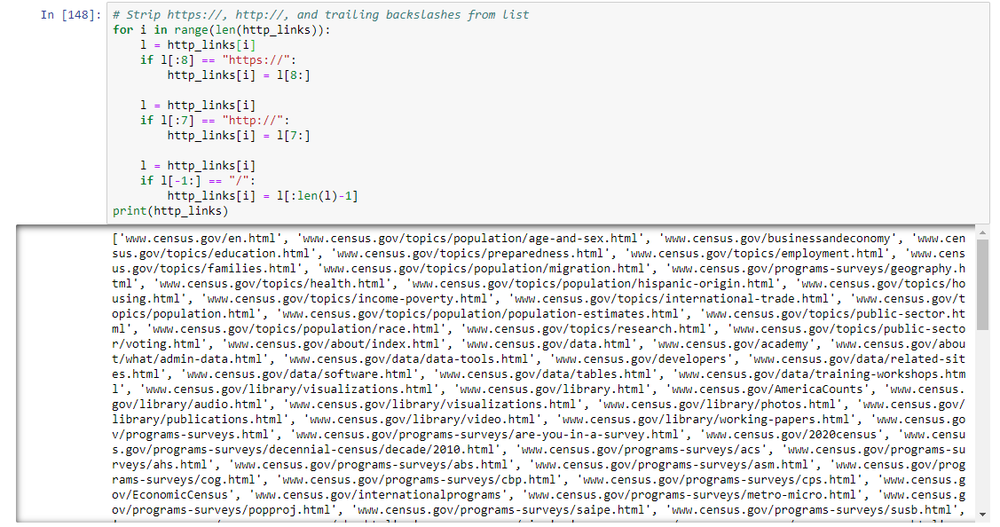 In [148]: # Strip https://, http://, and trailing backslashes from list
for i in range(len(http_links)):
    l = http_links[i]
    if l[:8] == "https://":
        http_links[i] = l[8:]

    l = http_links[i]
    if l[:7] == "http://":
        http_links[i] = l[7:]

    l = http_links[i]
    if l[-1:] == "/":
        http_links[i] = l[:len(l)-1]
print(http_links)
['www.census.gov/en.html', 'www.census.gov/topics/population/age-and-sex.html', 'www.census.gov/businessandeconomy', 'www.cen
sus.gov/topics/education.html', 'www.census.gov/topics/preparedness.html', 'www.census.gov/topics/employment.html', 'www.cens
us.gov/topics/families.html', 'www.census.gov/topics/population/migration.html', 'www.census.gov/programs-surveys/geography.h
tml', 'www.census.gov/topics/health.html', 'www.census.gov/topics/population/hispanic-origin.html', 'www.census.gov/topics/ho
using.html', 'www.census.gov/topics/income-poverty.html', 'www.census.gov/topics/international-trade.html', 'www.census.gov/t
opics/population.html', 'www.census.gov/topics/population/population-estimates.html', 'www.census.gov/topics/public-sector.ht
ml', 'www.census.gov/topics/population/race.html', 'www.census.gov/topics/research.html', 'www.census.gov/topics/public-secto
r/voting.html', 'www.census.gov/about/index.html', 'www.census.gov/data.html', 'www.census.gov/academy', 'www.census.gov/abou
t/what/admin-data.html', 'www.census.gov/data/data-tools.html', 'www.census.gov/developers', 'www.census.gov/data/related-sit
es.html', 'www.census.gov/data/software.html', 'www.census.gov/data/tables.html', 'www.census.gov/data/training-workshops.htm
l', 'www.census.gov/library/visualizations.html', 'www.census.gov/library.html', 'www.census.gov/AmericaCounts', 'www.census.
gov/library/audio.html', 'www.census.gov/library/visualizations.html', 'www.census.gov/library/photos.html', 'www.census.gov/
library/publications.html', 'www.census.gov/library/video.html', 'www.census.gov/library/working-papers.html', 'www.census.go
v/programs-surveys.html', 'www.census.gov/programs-surveys/are-you-in-a-survey.html', 'www.census.gov/2020census', 'www.censu
s.gov/programs-surveys/decennial-census/decade/2010.html', 'www.census.gov/programs-surveys/acs', 'www.census.gov/programs-su
rveys/ahs.html', 'www.census.gov/programs-surveys/abs.html', 'www.census.gov/programs-surveys/asm.html', 'www.census.gov/prog
rams-surveys/cog.html', 'www.census.gov/programs-surveys/cbp.html', 'www.census.gov/programs-surveys/cps.html', 'www.census.g
ov/EconomicCensus', 'www.census.gov/internationalprograms', 'www.census.gov/programs-surveys/metro-micro.html', 'www.census.g
ov/programs-surveys/popproj.html', 'www.census.gov/programs-surveys/saipe.html', 'www.census.gov/programs-surveys/susb.html',